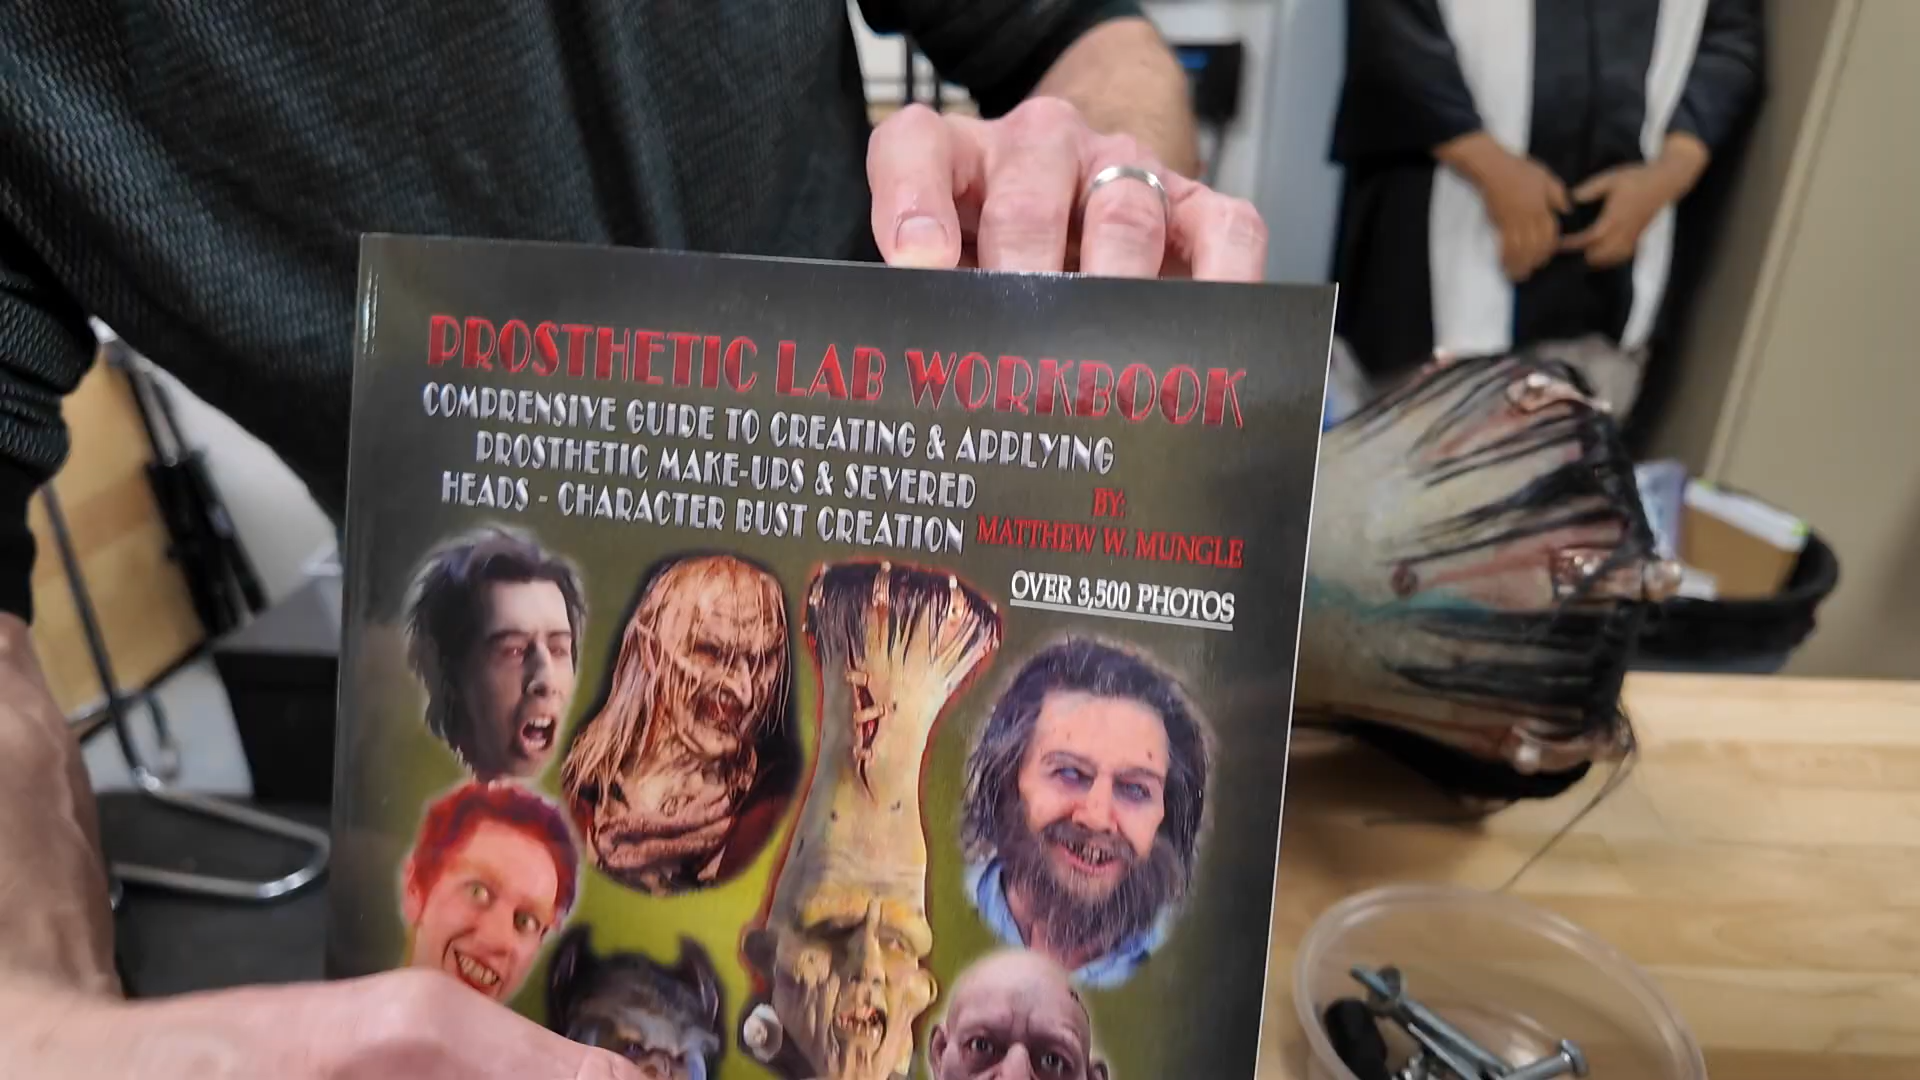 PROSTHETIC LAB WORKBOOK
COMPRENSIVE GUIDE TO CREATING & APPLYING
PROSTHETIC MAKE-UPS & SEVERED
HEADS - CHARACTER BUST CREATION
BY:
MATTHEW W. MUNGLE
OVER 3,500 PHOTOS